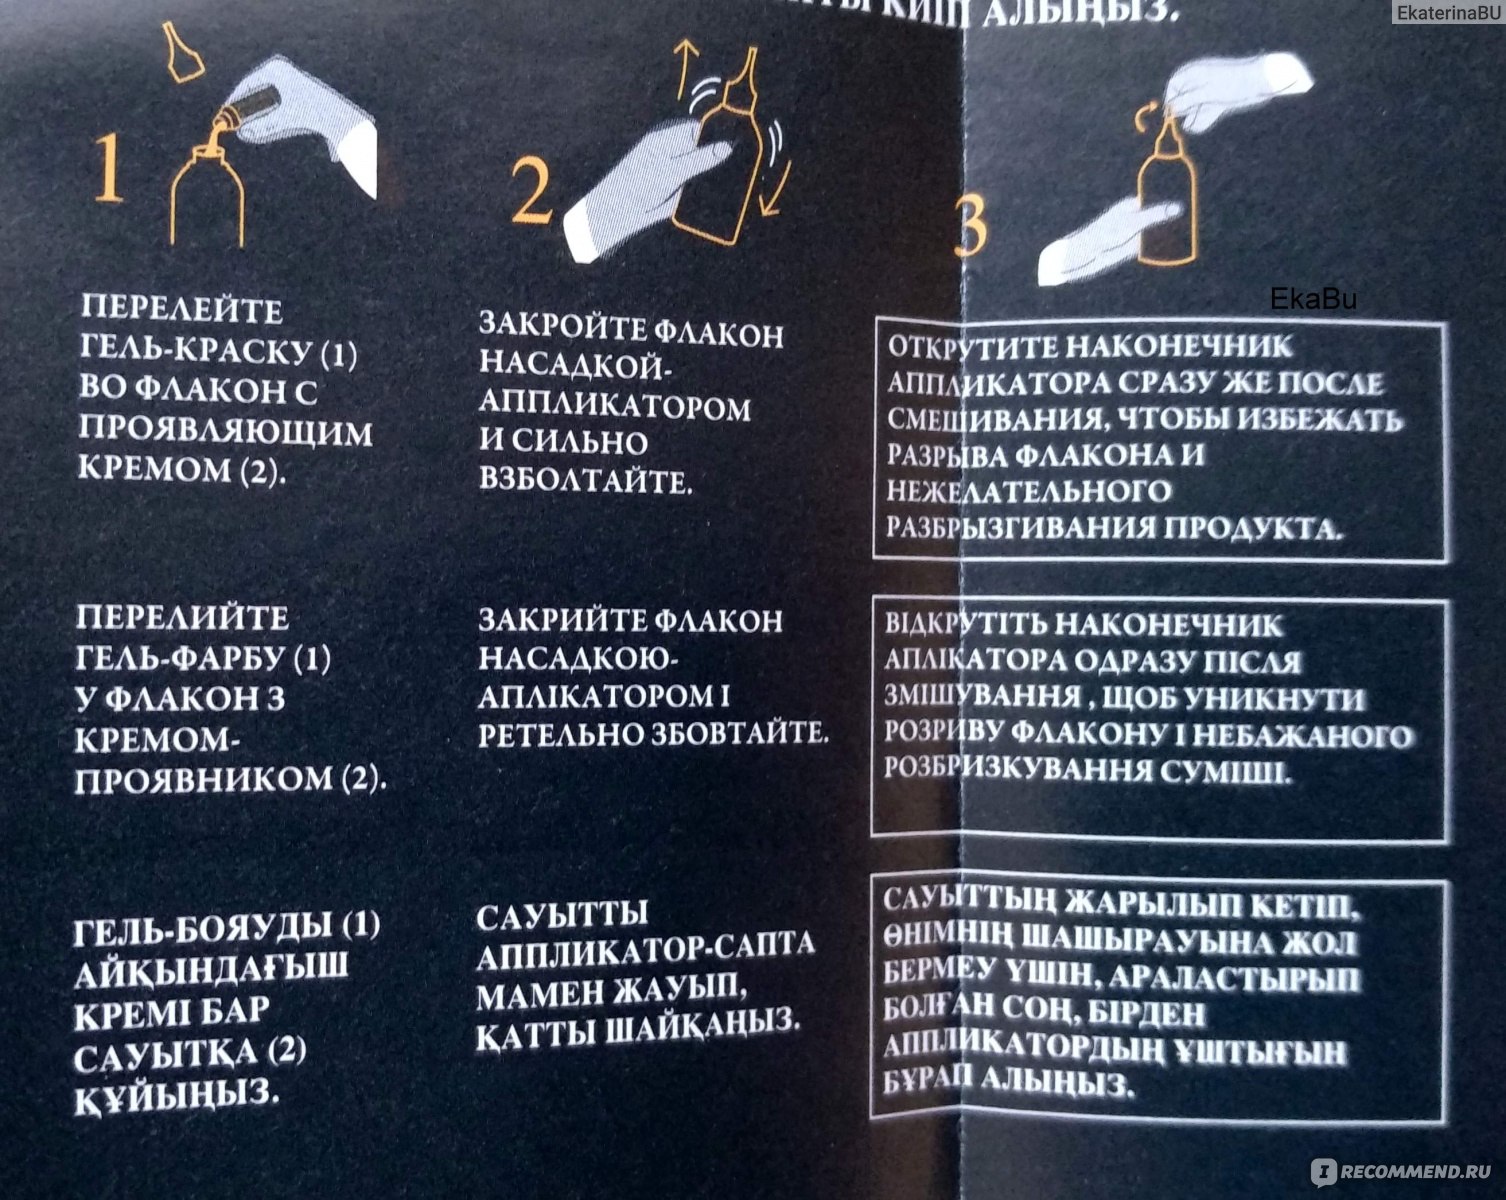 КИІП АЛЫҢЫЗ.
EkaterinaBU
1
2
3
EkaBu
ПЕРЕЛЕЙТЕ
ГЕЛЬ-КРАСКУ (1)
ВО ФЛАКОН С
ПРОЯВЛЯЮЩИМ
КРЕМОМ (2).
ЗАКРОЙТЕ ФЛАКОН
НАСАДКОЙ-
АППЛИКАТОРОМ
И СИЛЬНО
ВЗБОЛТАЙТЕ.
ОТКРУТИТЕ НАКОНЕЧНИК
АППЛИКАТОРА СРАЗУ ЖЕ ПОСЛЕ
СМЕШИВАНИЯ, ЧТОБЫ ИЗБЕЖАТЬ
РАЗРЫВА ФЛАКОНА И
НЕЖЕЛАТЕЛЬНОГО
РАЗБРЫЗГИВАНИЯ ПРОДУКТА.
ПЕРЕЛИЙТЕ
ГЕЛЬ-ФАРБУ (1)
У ФЛАКОН З
КРЕМОМ-
ПРОЯВНИКОМ (2).
ЗАКРИЙТЕ ФЛАКОН
НАСАДКОЮ-
АПЛІКАТОРОМ І
РЕТЕЛЬНО ЗБОВТАЙТЕ.
ВІДКРУТІТЬ НАКОНЕЧНИК
АПЛІКАТОРА ОДРАЗУ ПІСЛЯ
ЗМІШУВАННЯ , ЩОБ УНИКНУТИ
РОЗРИВУ ФЛАКОНУ І НЕБАЖАНОГО
РОЗБРИЗКУВАННЯ СУМІШІ.
ГЕЛЬ-БОЯУДЫ (1)
АЙҚЫНДАҒЫШ
КРЕМІ БАР
САУЫТҚА (2)
ҚҰЙЫҢЫЗ.
САУЫТТЫ
АППЛИКАТОР-САПТА
МАМЕН ЖАУЫП,
ҚАТТЫ ШАЙҚАҢЫЗ.
САУЫТТЫҢ ЖАРЫЛЫП КЕТІП,
ӨНІМНІҢ ШАШЫРАУЫНА ЖОЛ
БЕРМЕУ ҮШІН, АРАЛАСТЫРЫП
БОЛҒАН СОҢ, БІРДЕН
АППЛИКАТОРДЫҢ ҰШТЫҒЫН
БҰРАП АЛЫҢЫЗ.
IRECOMMEND.RU